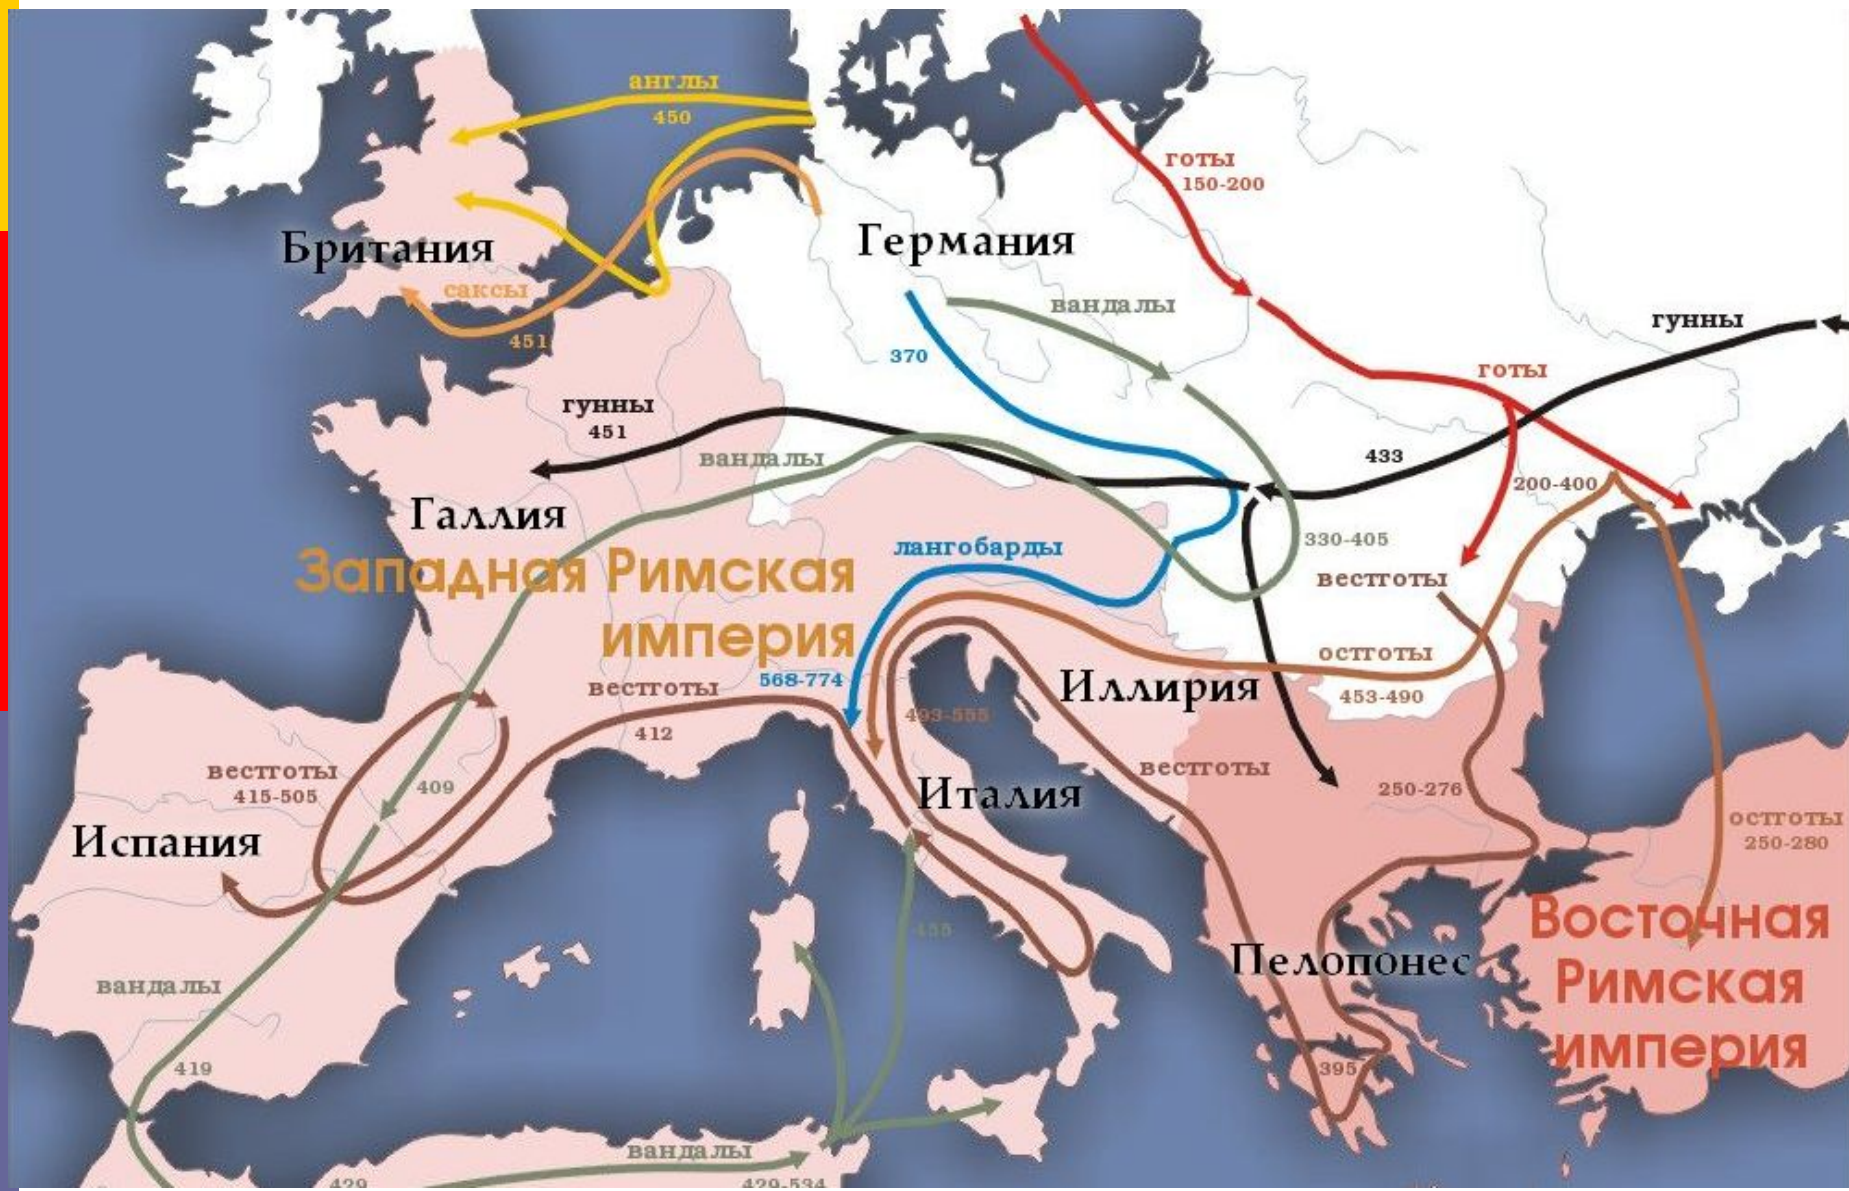 англы
450
готы
150-200
Британия
Германия
саксы
451
вандалы
370
гунны
готы
гунны
451
433
вандалы
200-400
Галлия
330-405
лангобарды
Западная Римская
империя
вестготы
остготы
453-490
568-774
вестготы
412
Иллирия
493-555
вестготы
415-505
409
вестготы
250-276
Италия
Испания
остготы
250-280
455
Восточная
Римская
империя
Пелопонес
вандалы
419
395
вандалы
429
429-534